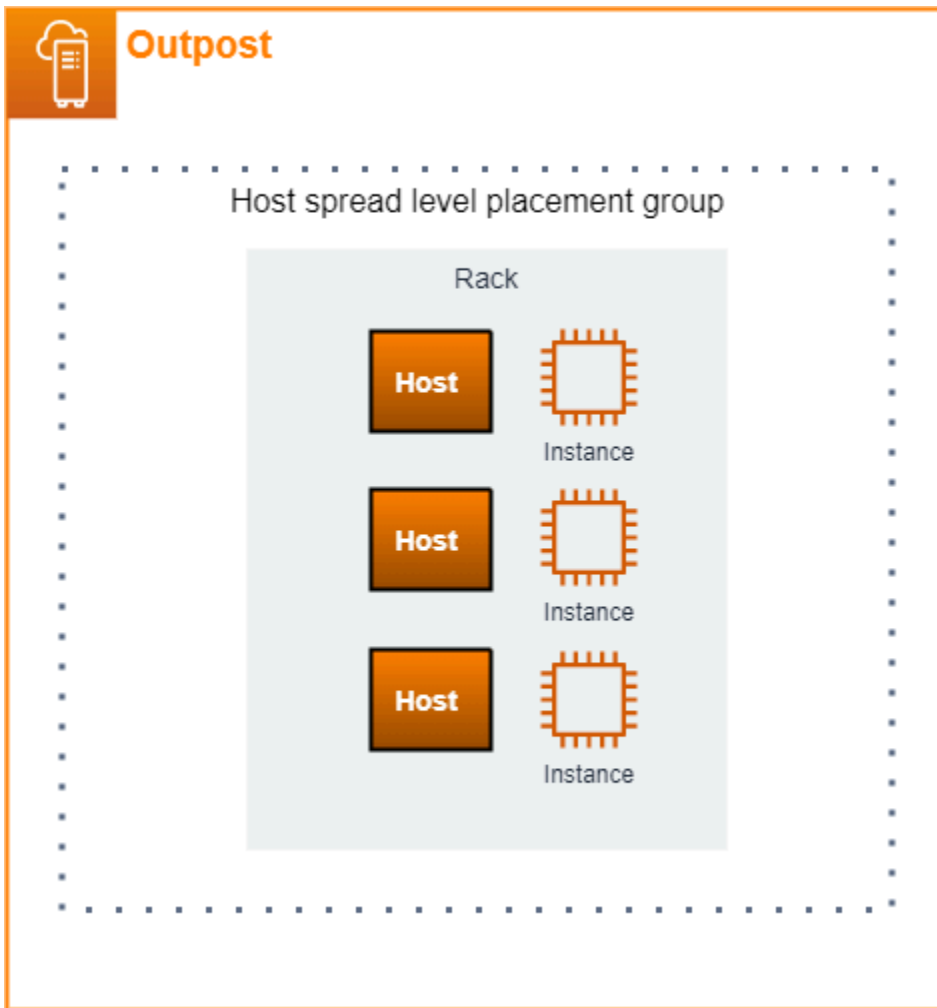 Outpost
Host spread level placement group
Rack
Host
Instance
Host
Instance
Host
Instance